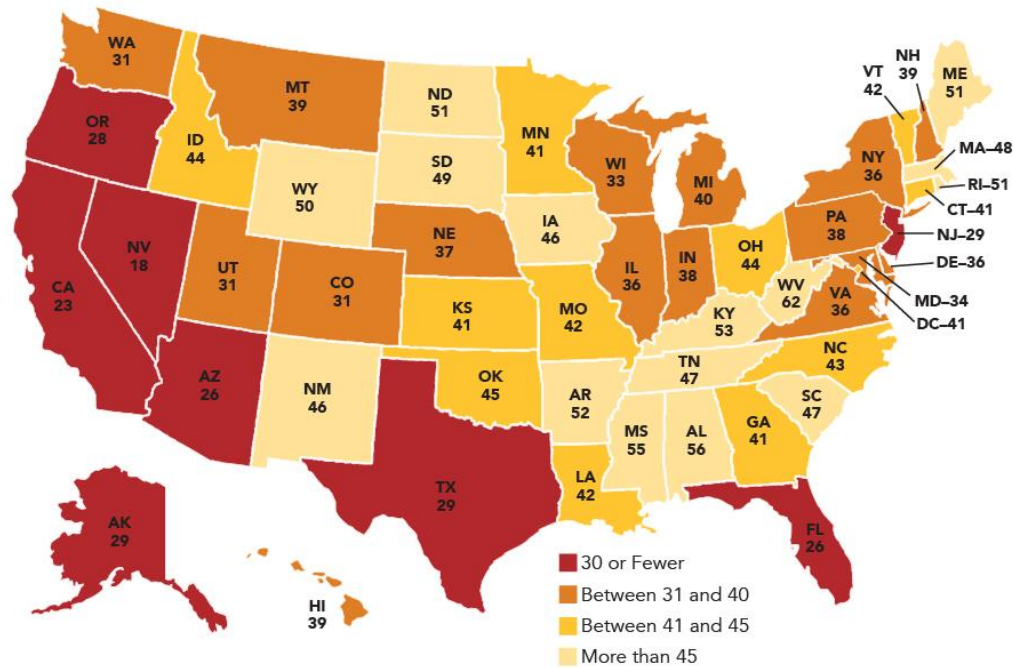 WA
31
MT
39
ND
51
MN
41
VT
42
NH
39
ME
51
OR
28
ID
44
WY
50
SD
49
WI
33
MI
40
NY
36
MA–48
RI–51
CT–41
NJ–29
DE–36
MD–34
DC–41
CA
23
NV
18
UT
31
CO
31
NE
37
IA
46
IL
36
IN
38
OH
44
PA
38
WV
62
VA
36
KS
41
MO
42
KY
53
NC
43
TN
47
SC
47
AZ
26
NM
46
OK
45
AR
52
MS
55
AL
56
GA
41
TX
29
LA
42
FL
26
AK
29
HI
39
30 or Fewer
Between 31 and 40
Between 41 and 45
More than 45